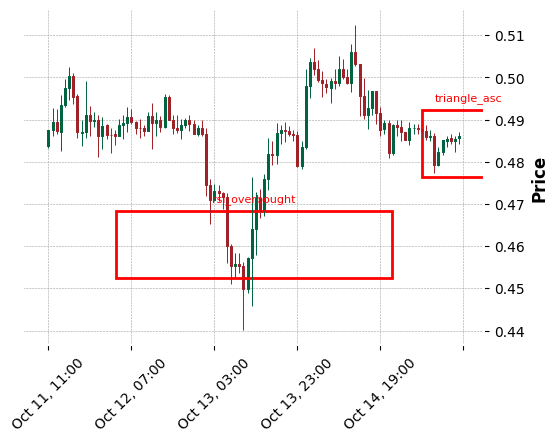 0.51
0.50
triangle_asc
0.49
0.48
0.47
0.46
0.45
0.44
Price
Oct 11, 11:00
Oct 12, 07:00
Oct 13, 03:00
Oct 13, 23:00
Oct 14, 19:00